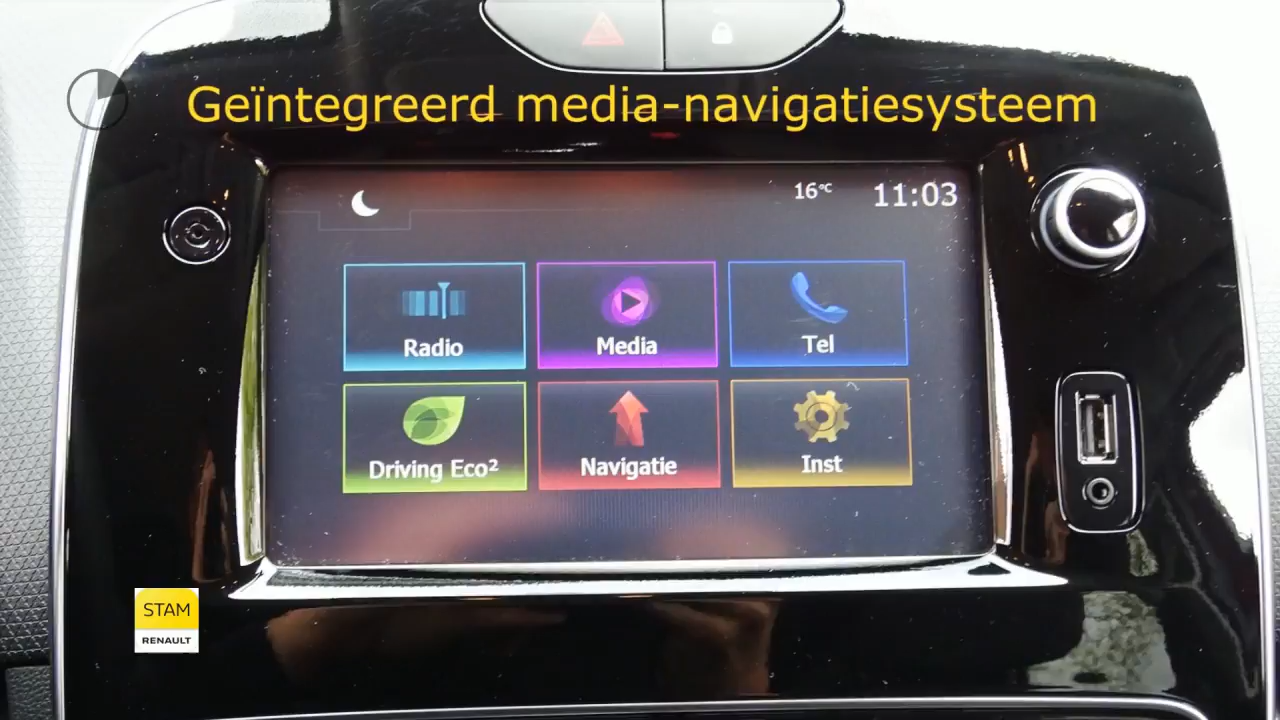 Geïntegreerd media-navigatiesysteem
16°C 11:03
Radio Media Tel
Driving Eco² Navigatie Inst
STAM
RENAULT